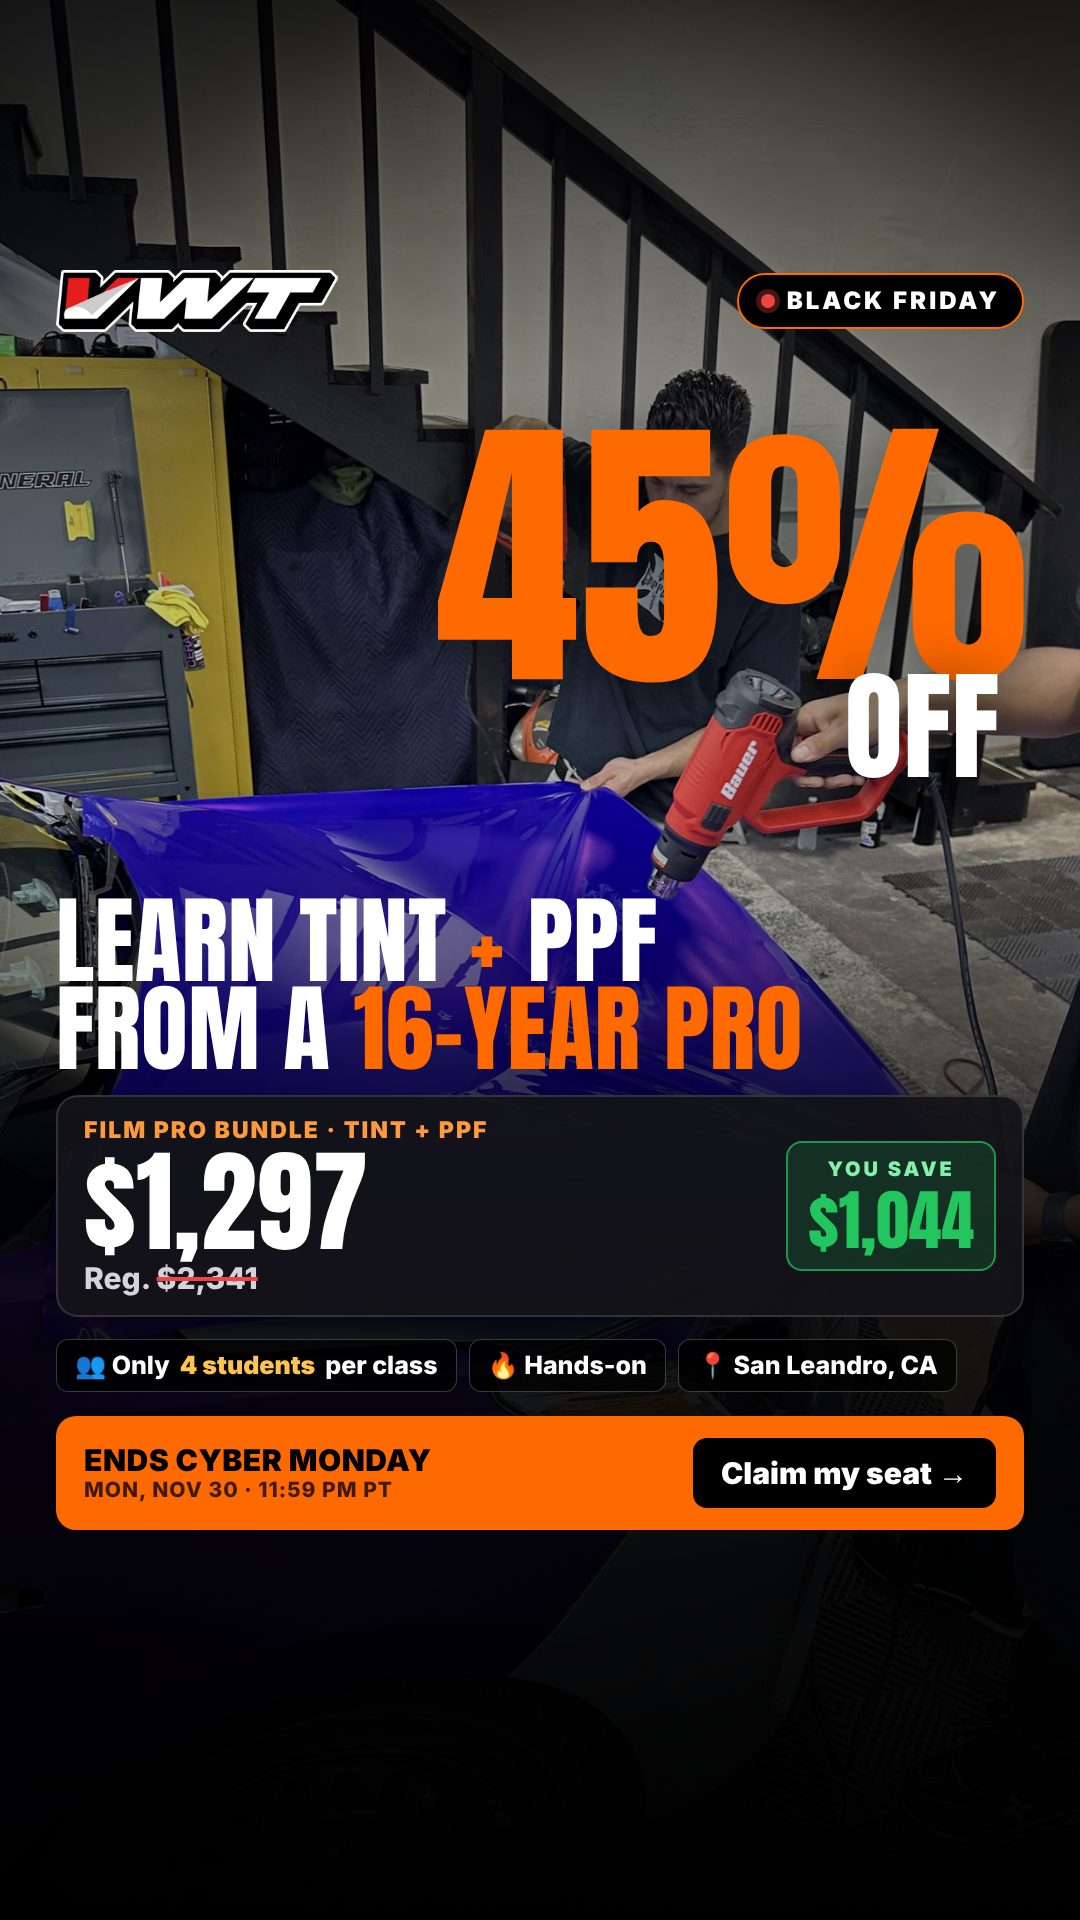 VWT
BLACK FRIDAY
NERAL
45%
OFF
Bauer
LEARN TINT + PPF
FROM A 16-YEAR PRO
FILM PRO BUNDLE · TINT + PPF
$1,297
Reg. $2,341
YOU SAVE
$1,044
👥 Only 4 students per class
🔥 Hands-on
📍 San Leandro, CA
ENDS CYBER MONDAY
MON, NOV 30 · 11:59 PM PT
Claim my seat →